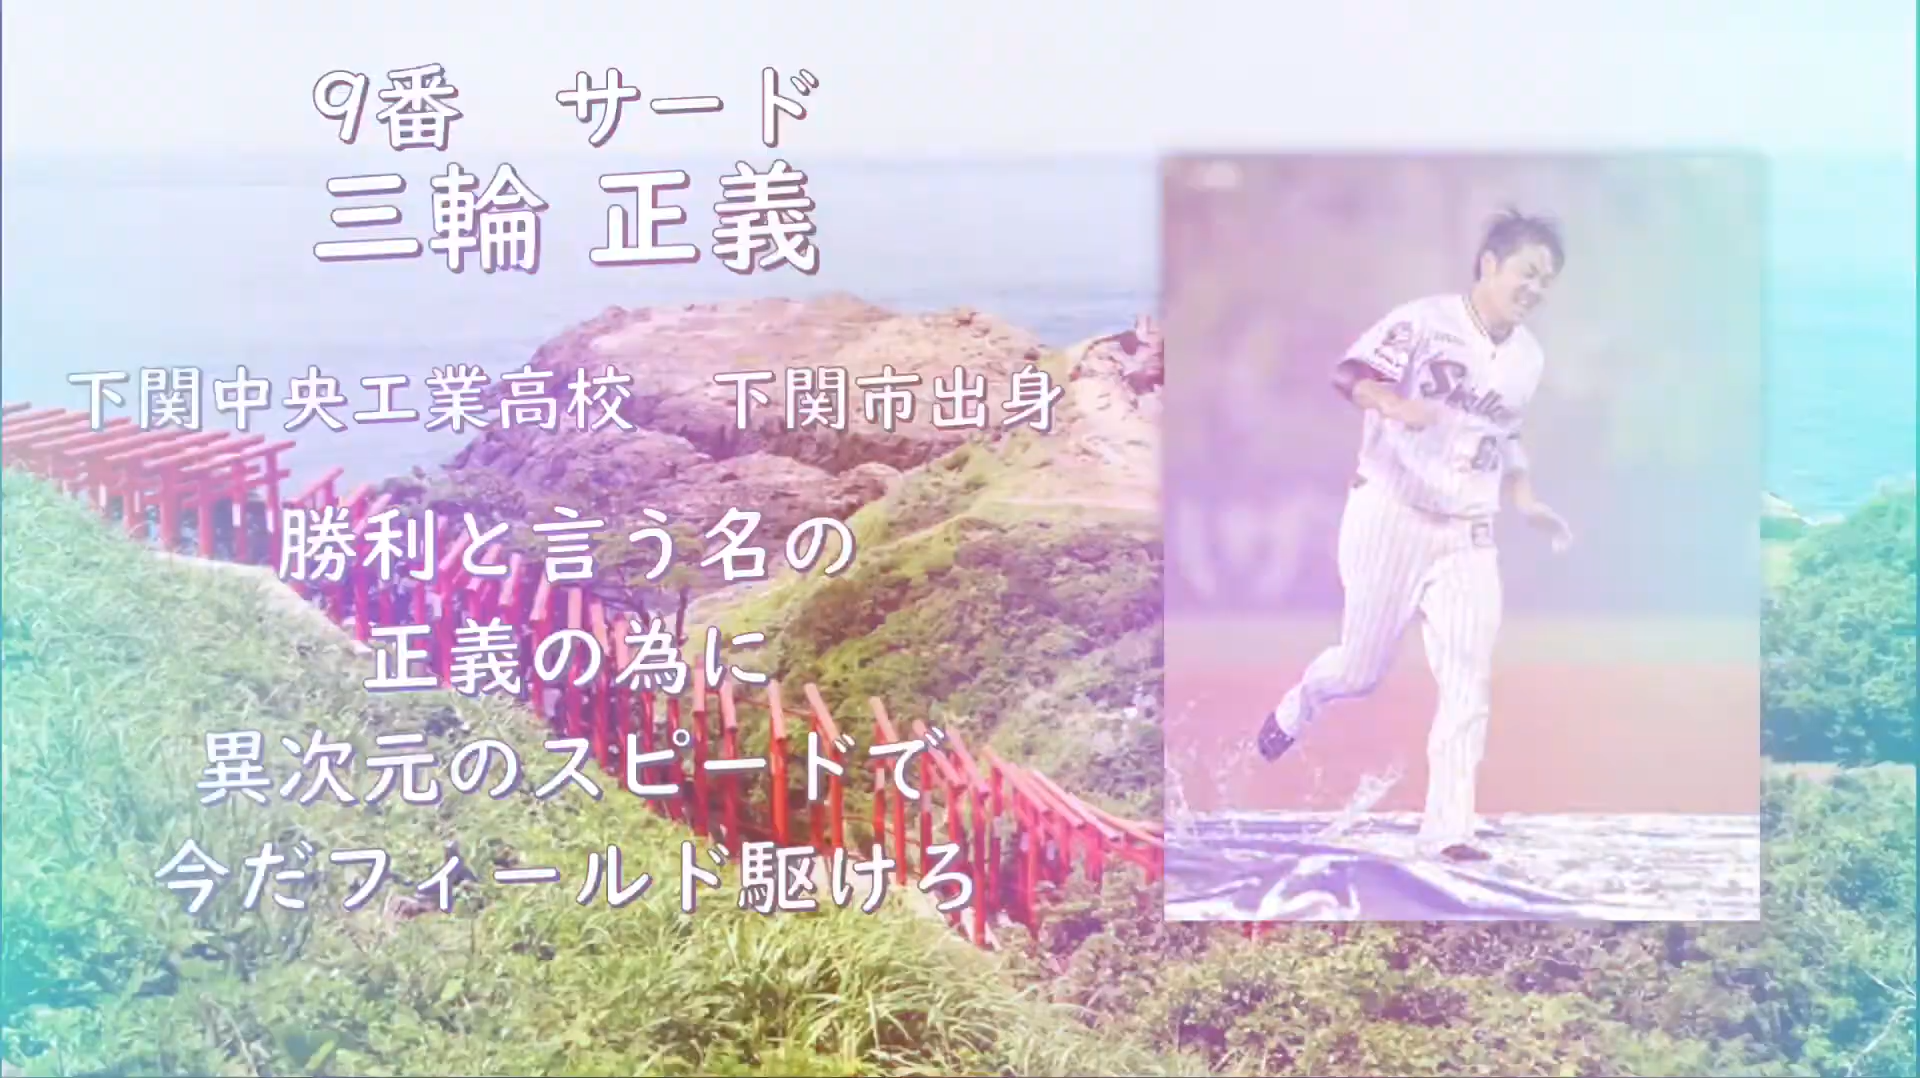 9番　サード
三輪 正義
下関中央工業高校　下関市出身
勝利と言う名の
正義の為に
異次元のスピードで
今だフィールド駆けろ
Swallows